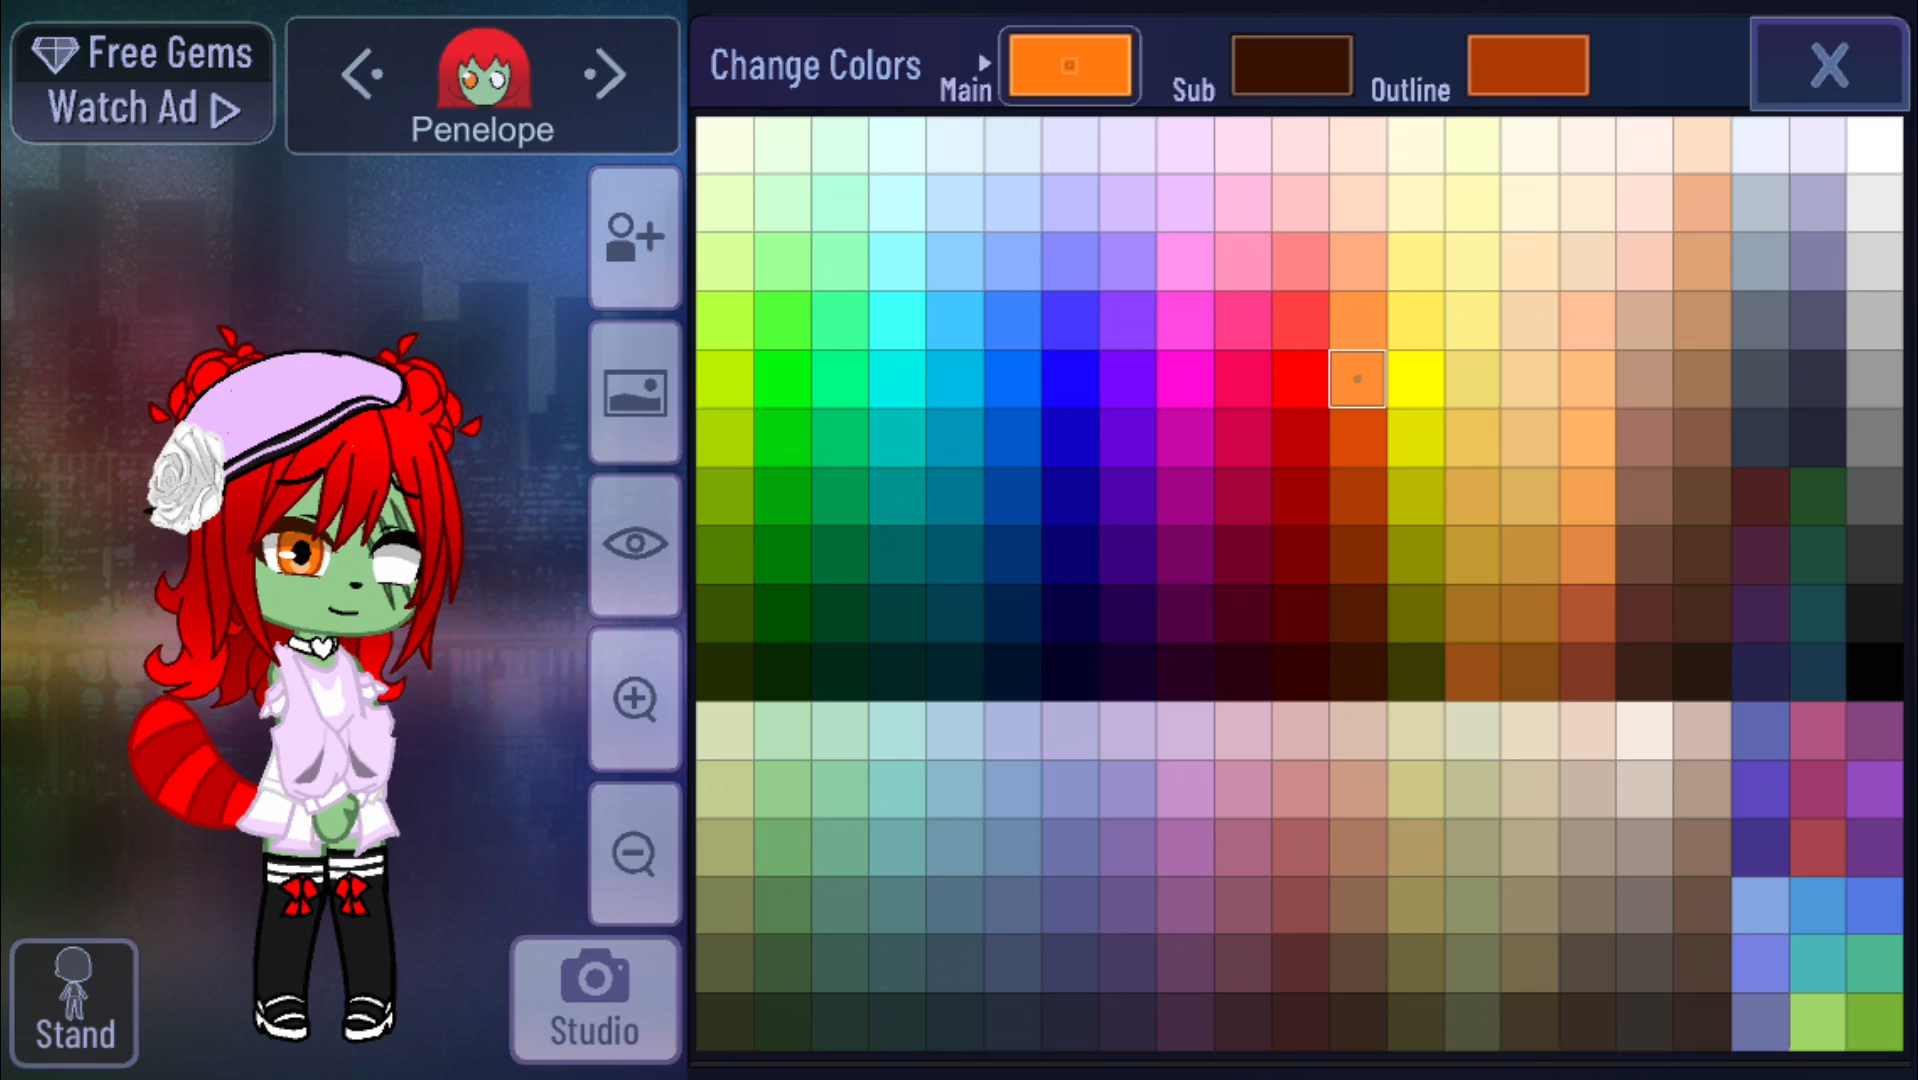 Free Gems
Watch Ad
Penelope
Change Colors
Main
Sub
Outline
X
Stand
Studio